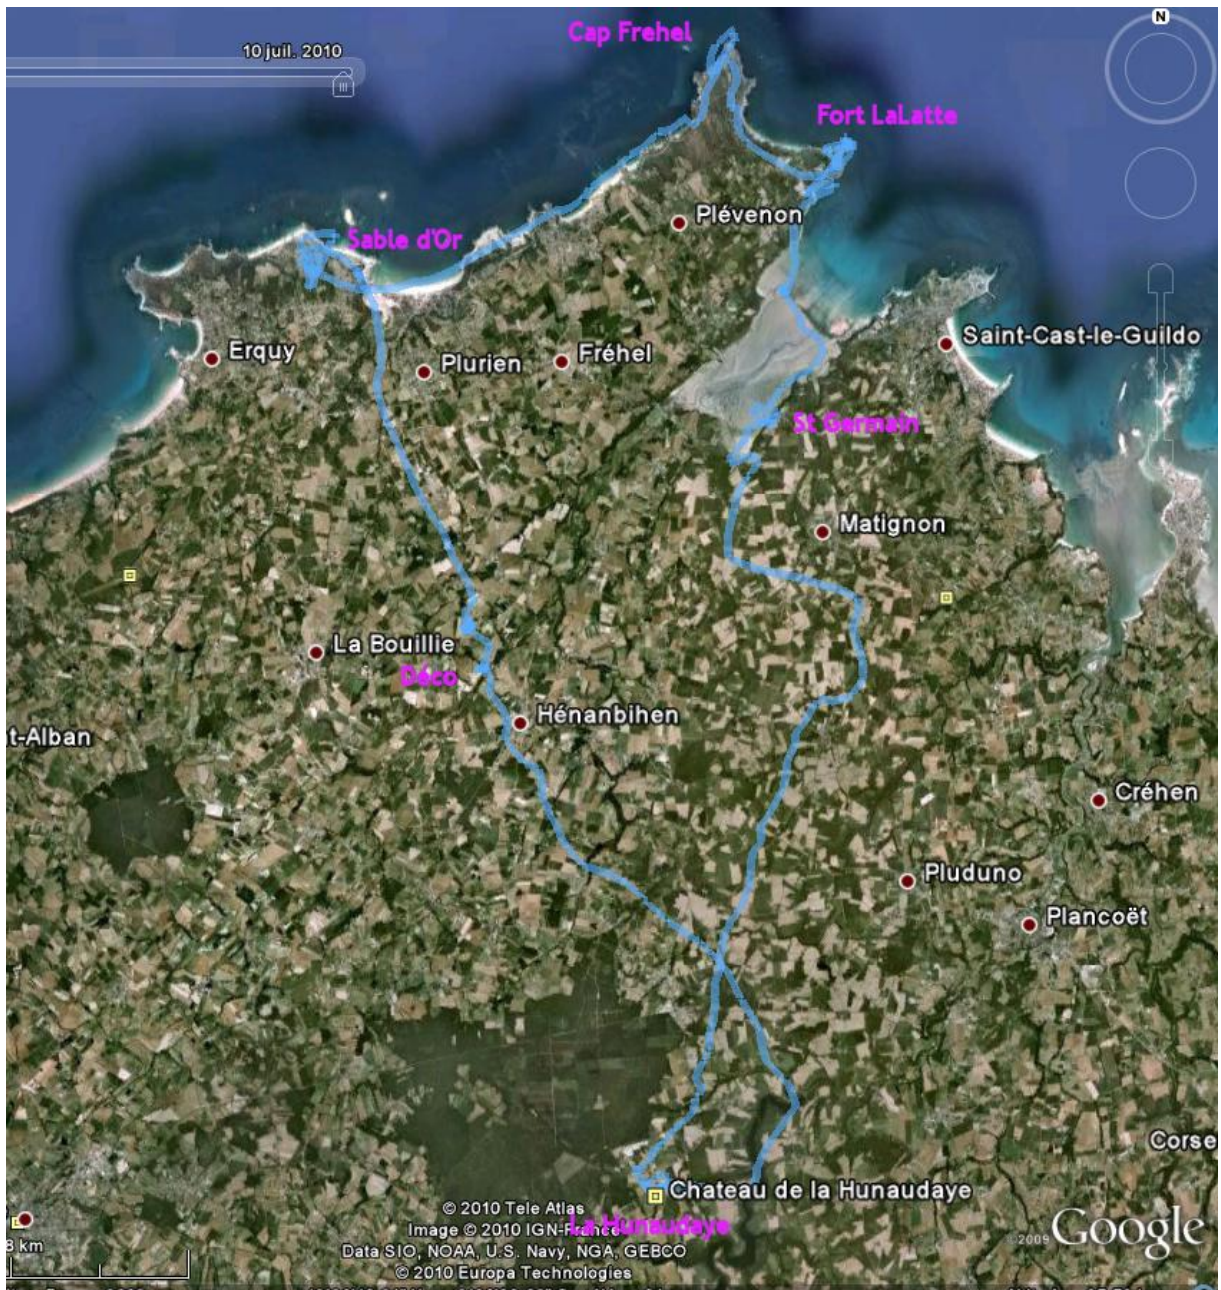 Cap Frehel
N
10 juil. 2010
Fort LaLatte
Plévenon
Sable d'Or
Saint-Cast-le-Guildo
Erquy
Plurien
Fréhel
St Germain
Matignon
La Bouillie
Déco
Hénanbihen
t-Alban
Créhen
Pluduno
Plancoët
Corse
Chateau de la Hunaudaye
© 2010 Tele Atlas
La Hunaudaye
Image © 2010 IGN-France
©2009 Google
8 km
Data SIO, NOAA, U.S. Navy, NGA, GEBCO
© 2010 Europa Technologies